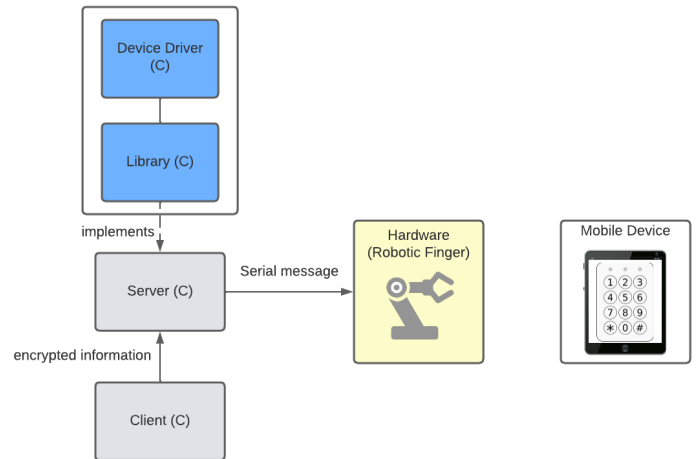 Device Driver
(C)
Library (C)
implements
Server (C)
Serial message
Hardware
(Robotic Finger)
Mobile Device
1 2 3
4 5 6
7 8 9
* 0 #
encrypted information
Client (C)